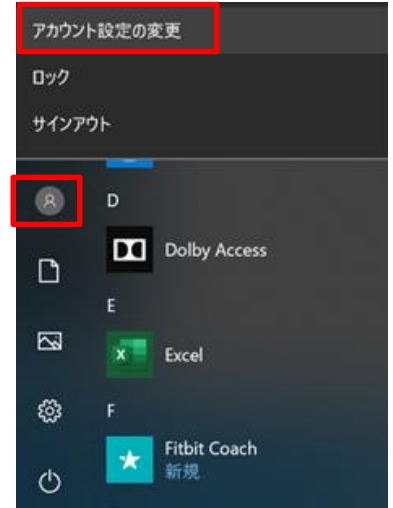 アカウント設定の変更
ロック
サインアウト
D
Dolby Access
E
Excel
F
Fitbit Coach
新規